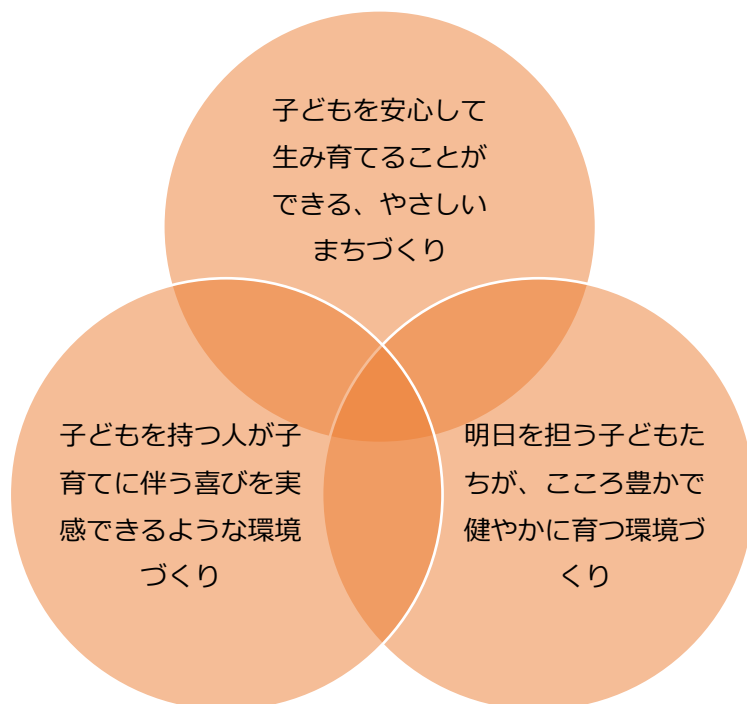 子どもを安心して
生み育てることが
できる、やさしい
まちづくり
子どもを持つ人が子
育てに伴う喜びを実
感できるような環境
づくり
明日を担う子どもた
ちが、こころ豊かで
健やかに育つ環境づ
くり